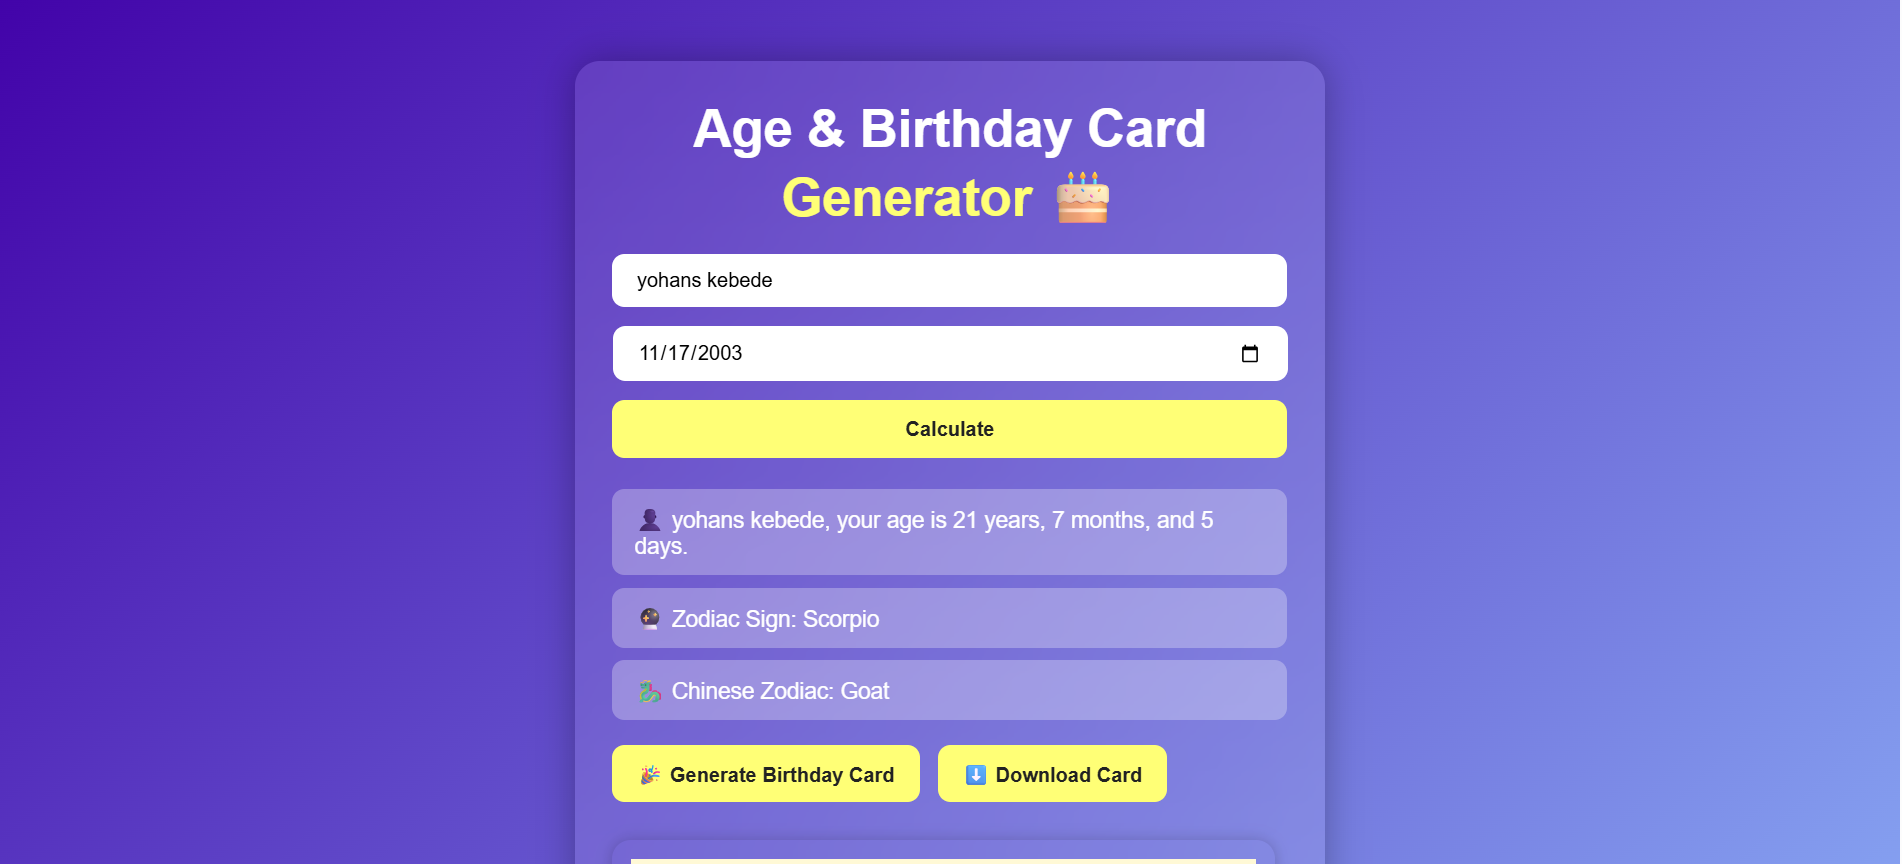 Age & Birthday Card
Generator 🎂
yohans kebede
11/17/2003
Calculate
👤 yohans kebede, your age is 21 years, 7 months, and 5
days.
🔮 Zodiac Sign: Scorpio
🐉 Chinese Zodiac: Goat
🎉 Generate Birthday Card
⬇️ Download Card